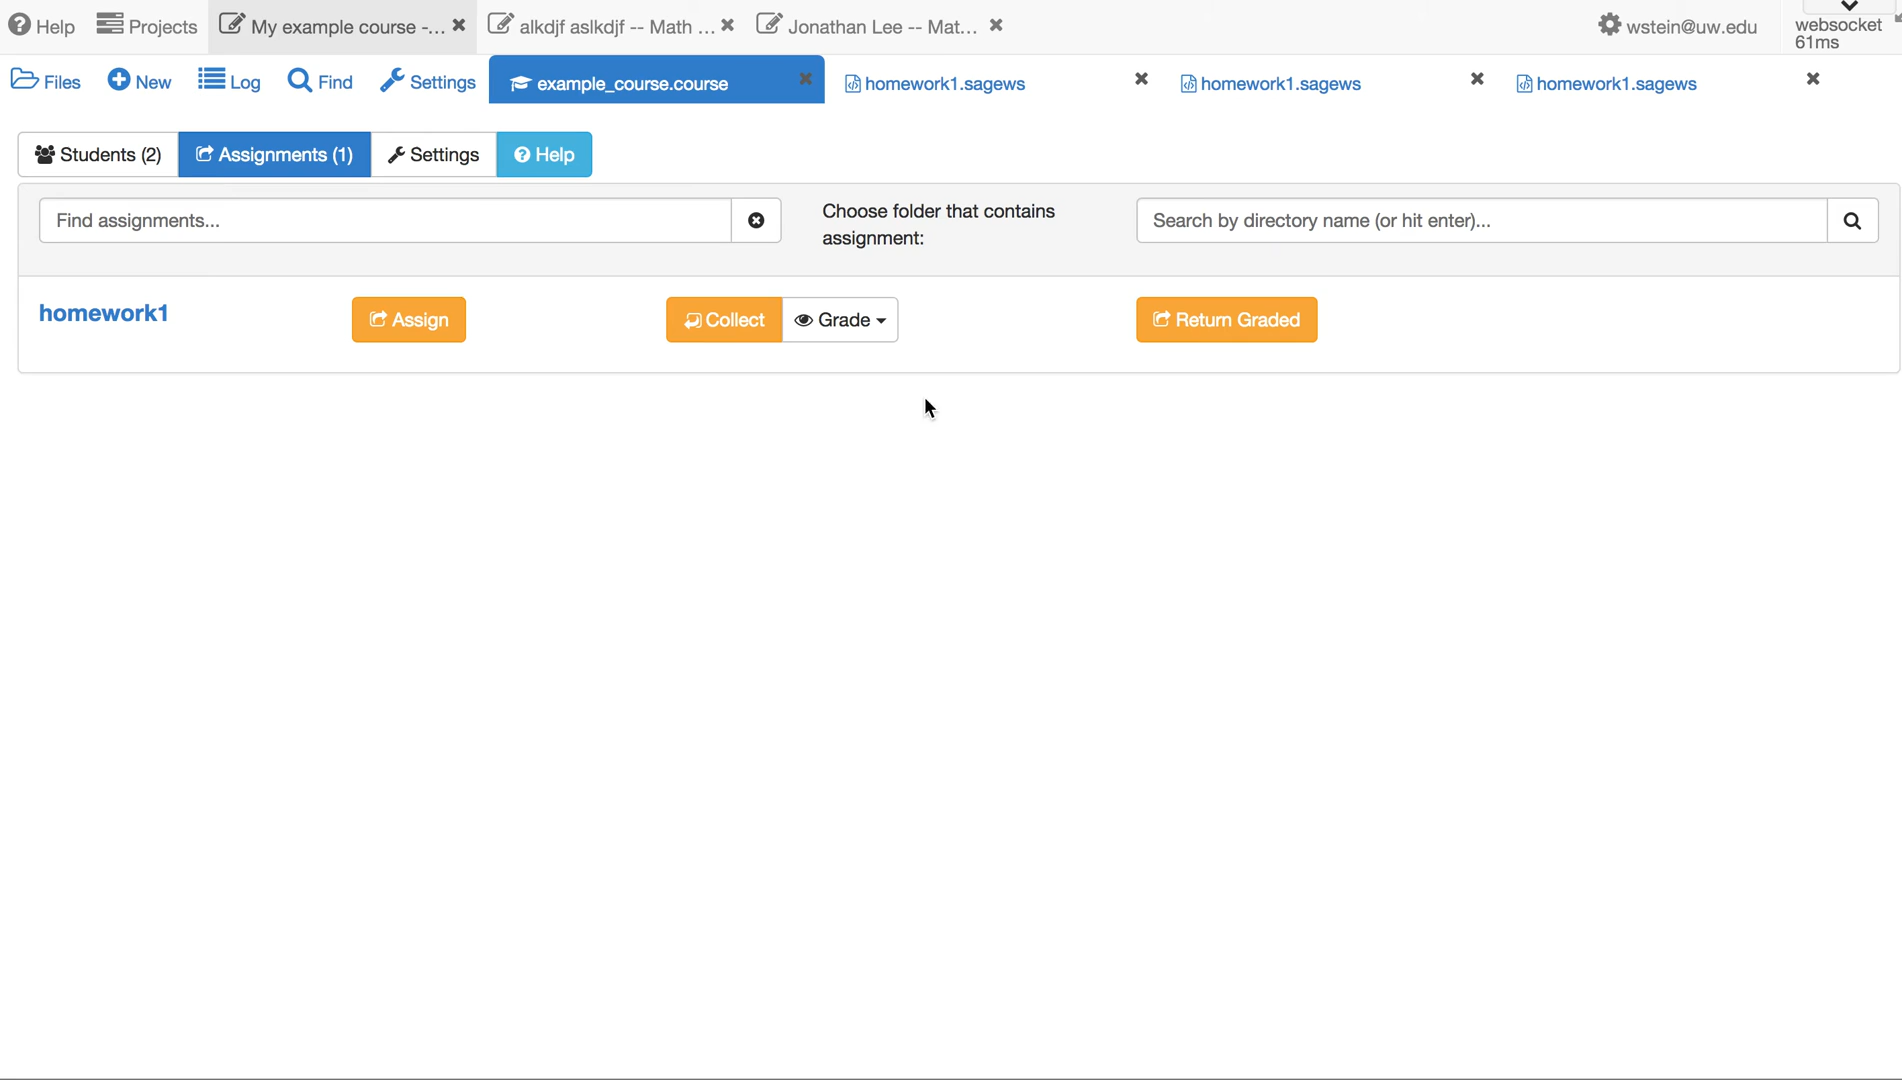 Help Projects My example course -... alkdjf aslkdjf -- Math ... Jonathan Lee -- Mat... wstein@uw.edu websocket
61ms
Files New Log Find Settings example_course.course homework1.sagews homework1.sagews homework1.sagews
Students (2) Assignments (1) Settings Help
Find assignments... Choose folder that contains Search by directory name (or hit enter)...
assignment:
homework1 Assign Collect Grade Return Graded